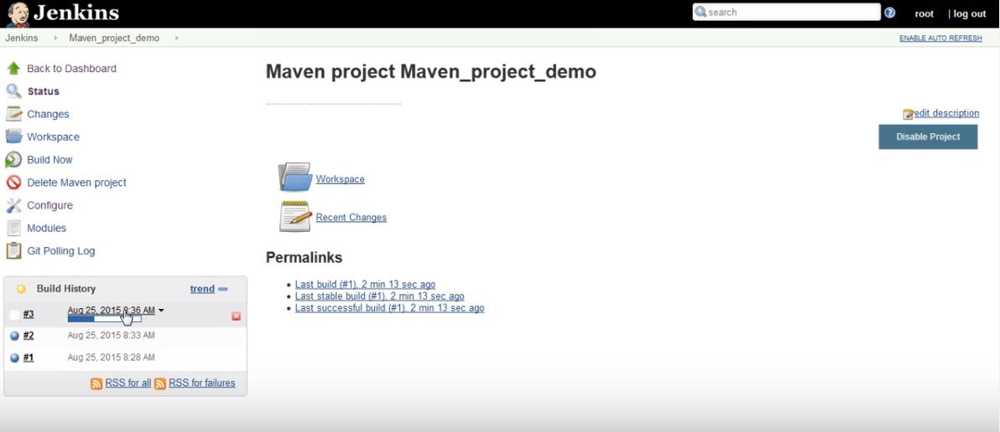 Jenkins
search
root | log out
Jenkins Maven_project_demo
ENABLE AUTO REFRESH
Back to Dashboard
Status
Changes
Workspace
Build Now
Delete Maven project
Configure
Modules
Git Polling Log
Build History trend
#3 Aug 25, 2015 8:36 AM
#2 Aug 25, 2015 8:33 AM
#1 Aug 25, 2015 8:28 AM
RSS for all RSS for failures
Maven project Maven_project_demo
edit description
Disable Project
Workspace
Recent Changes
Permalinks
Last build (#1), 2 min 13 sec ago
Last stable build (#1), 2 min 13 sec ago
Last successful build (#1), 2 min 13 sec ago